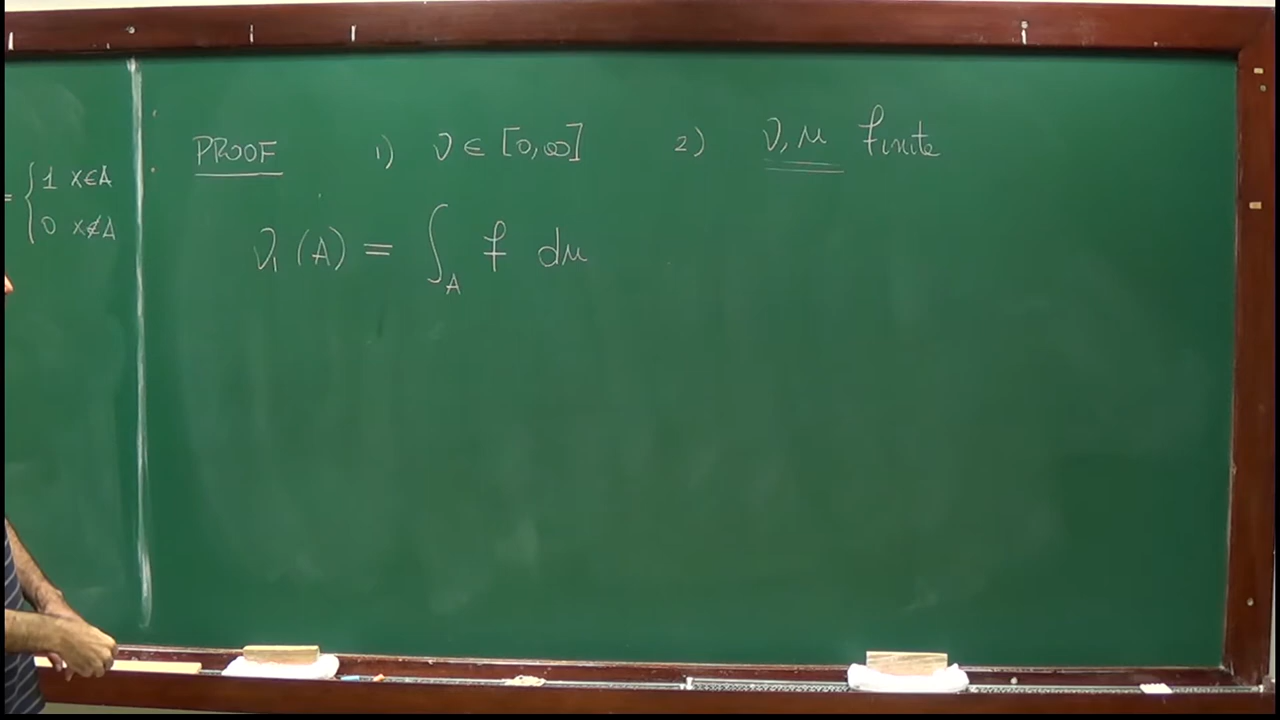 = { 1 x∈A
0 x∉A
PROOF 1) ν ∈ [0,∞] 2) ν, μ finite
ν₁(A) = ∫_A f dμ